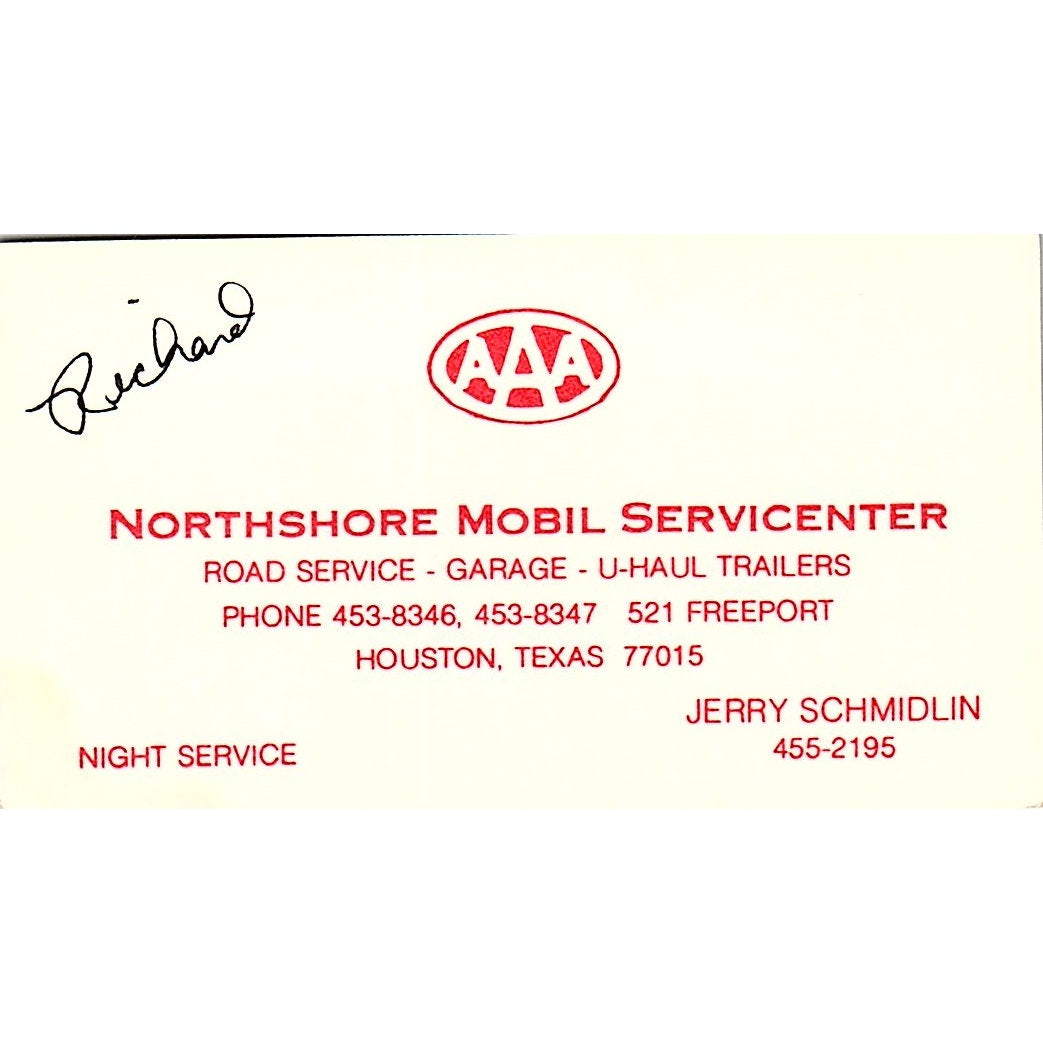 Richard
AAA
NORTHSHORE MOBIL SERVICENTER
ROAD SERVICE - GARAGE - U-HAUL TRAILERS
PHONE 453-8346, 453-8347 521 FREEPORT
HOUSTON, TEXAS 77015
JERRY SCHMIDLIN
455-2195
NIGHT SERVICE